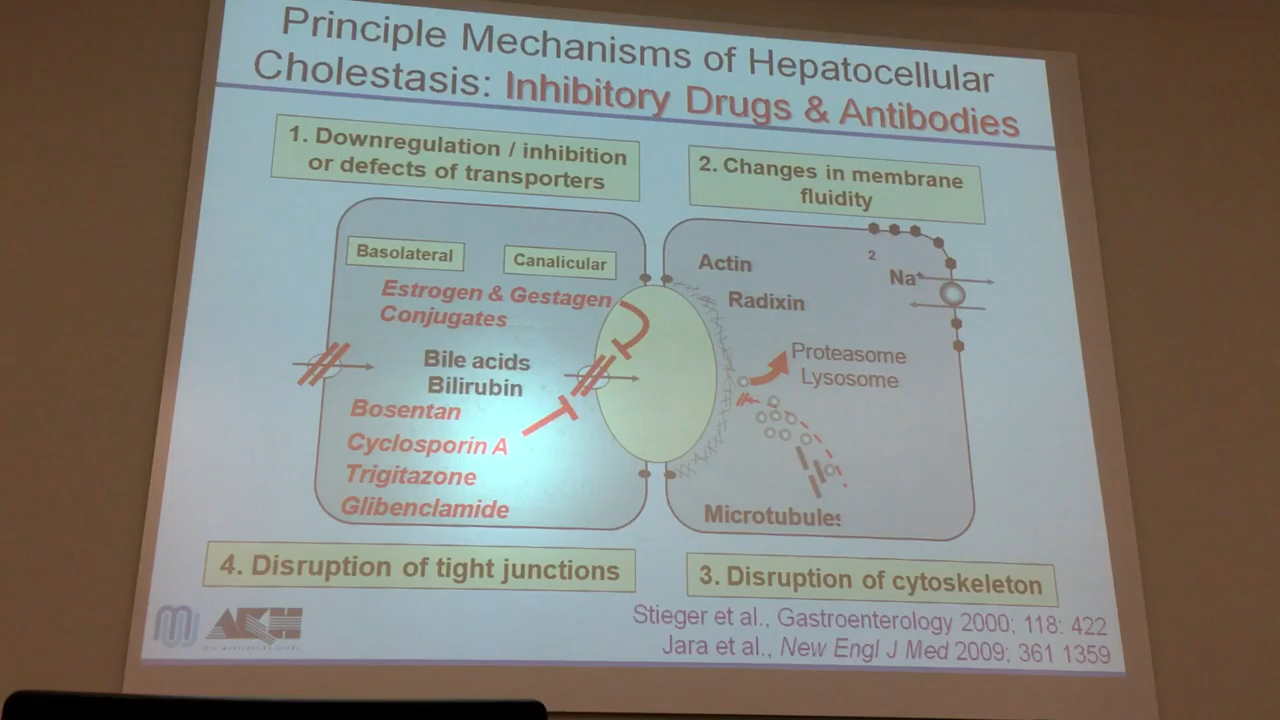 Principle Mechanisms of Hepatocellular
Cholestasis: Inhibitory Drugs & Antibodies
1. Downregulation / inhibition
or defects of transporters
2. Changes in membrane
fluidity
Basolateral
Canalicular
Estrogen & Gestagen
Conjugates
Bile acids
Bilirubin
Bosentan
Cyclosporin A
Trigitazone
Glibenclamide
Actin
Radixin
2
Na+
Proteasome
Lysosome
Microtubules
4. Disruption of tight junctions
3. Disruption of cytoskeleton
AKH
Stieger et al., Gastroenterology 2000; 118: 422
Jara et al., New Engl J Med 2009; 361 1359